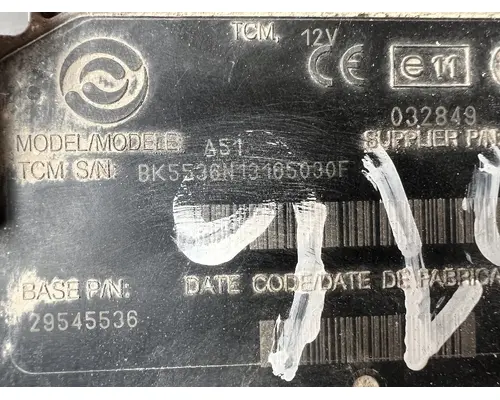 TCM, 12V
CE e11
032849
MODEL/MODELE: A51 SUPPLIER P/N
TCM S/N: BK5536N13105030F
BASE P/N: DATE CODE/DATE DE FABRICA
29545536